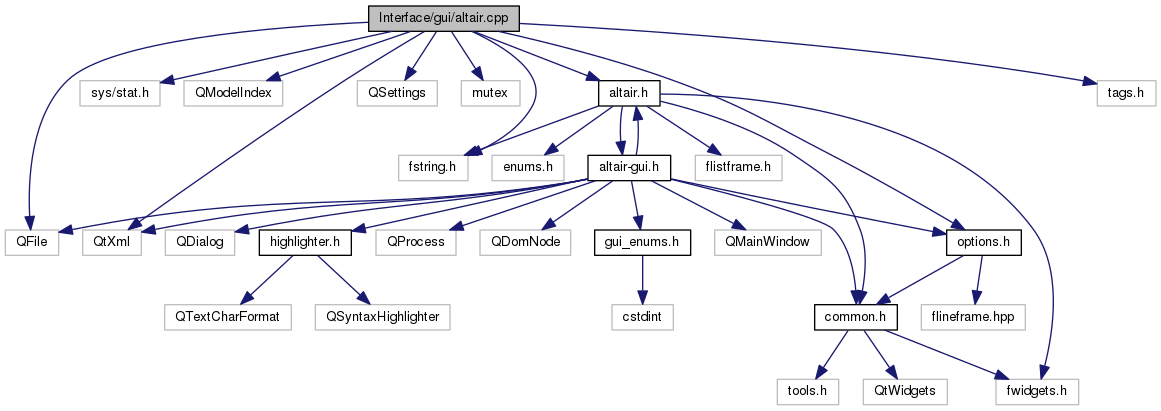 Interface/gui/altair.cpp
sys/stat.h
QModelIndex
QSettings
mutex
altair.h
tags.h
fstring.h
enums.h
altair-gui.h
flistframe.h
QFile
QtXml
QDialog
highlighter.h
QProcess
QDomNode
gui_enums.h
QMainWindow
options.h
QTextCharFormat
QSyntaxHighlighter
cstdint
common.h
flineframe.hpp
tools.h
QtWidgets
fwidgets.h